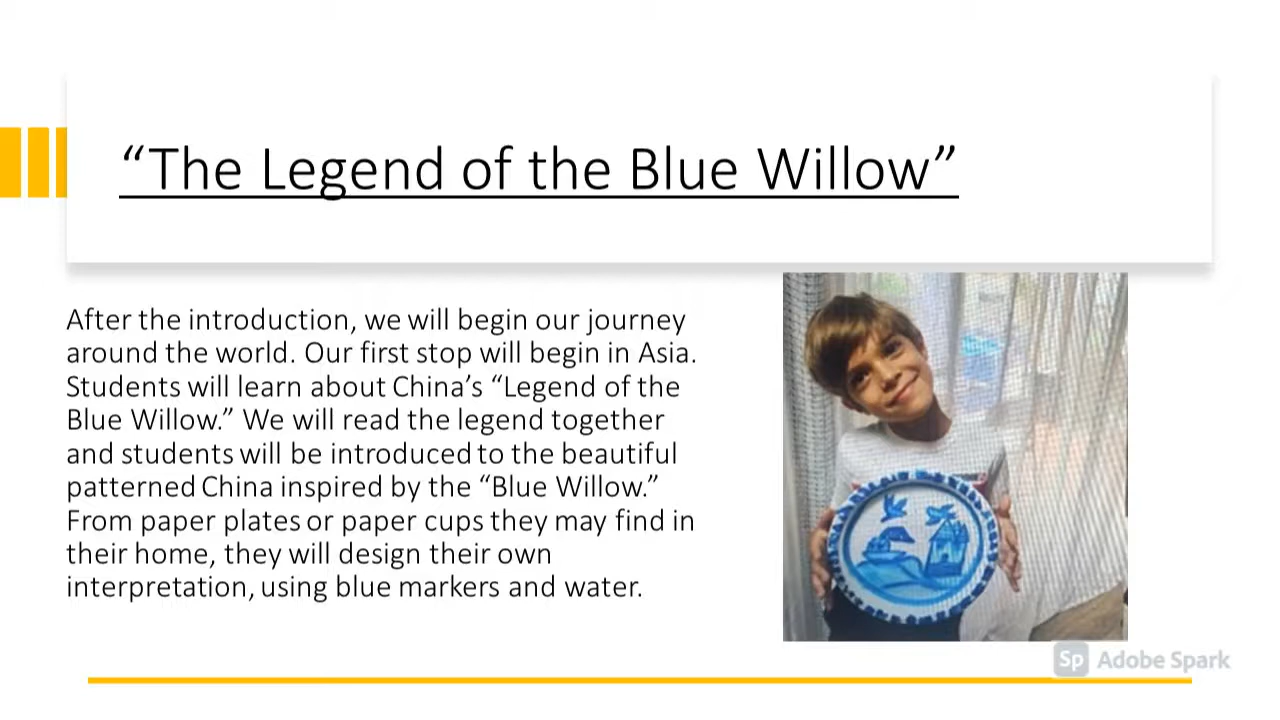 “The Legend of the Blue Willow”
After the introduction, we will begin our journey
around the world. Our first stop will begin in Asia.
Students will learn about China’s “Legend of the
Blue Willow.” We will read the legend together
and students will be introduced to the beautiful
patterned China inspired by the “Blue Willow.”
From paper plates or paper cups they may find in
their home, they will design their own
interpretation, using blue markers and water.
Sp Adobe Spark